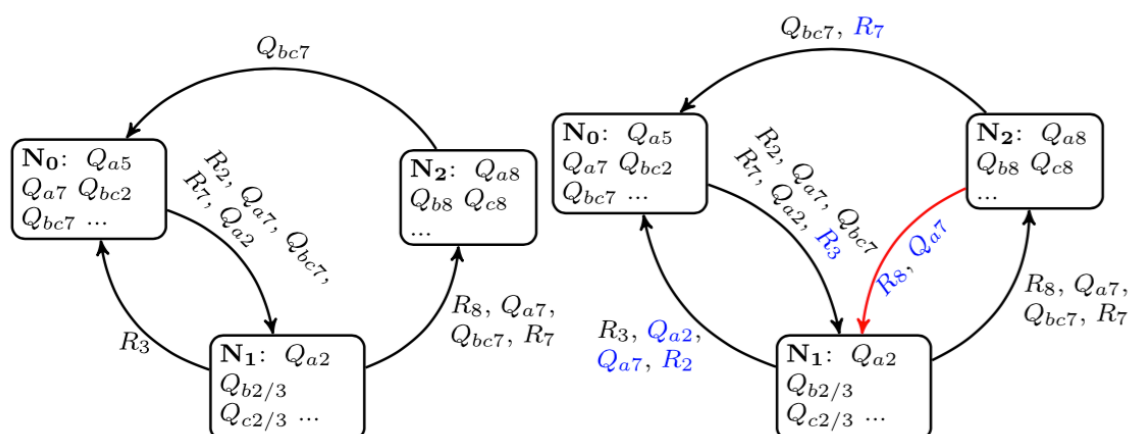 Q_{bc7}
N_0: Q_{a5}
Q_{a7} Q_{bc2}
Q_{bc7} ...
R_2, Q_{a7}, Q_{bc7},
R_7, Q_{a2}
N_2: Q_{a8}
Q_{b8} Q_{c8}
...
R_3
R_8, Q_{a7},
Q_{bc7}, R_7
N_1: Q_{a2}
Q_{b2/3}
Q_{c2/3} ...
Q_{bc7}, R_7
N_0: Q_{a5}
Q_{a7} Q_{bc2}
Q_{bc7} ...
R_2, Q_{a7}, Q_{bc7}
R_7, Q_{a2}, R_3
N_2: Q_{a8}
Q_{b8} Q_{c8}
...
R_8, Q_{a7}
R_3, Q_{a2},
Q_{a7}, R_2
R_8, Q_{a7},
Q_{bc7}, R_7
N_1: Q_{a2}
Q_{b2/3}
Q_{c2/3} ...